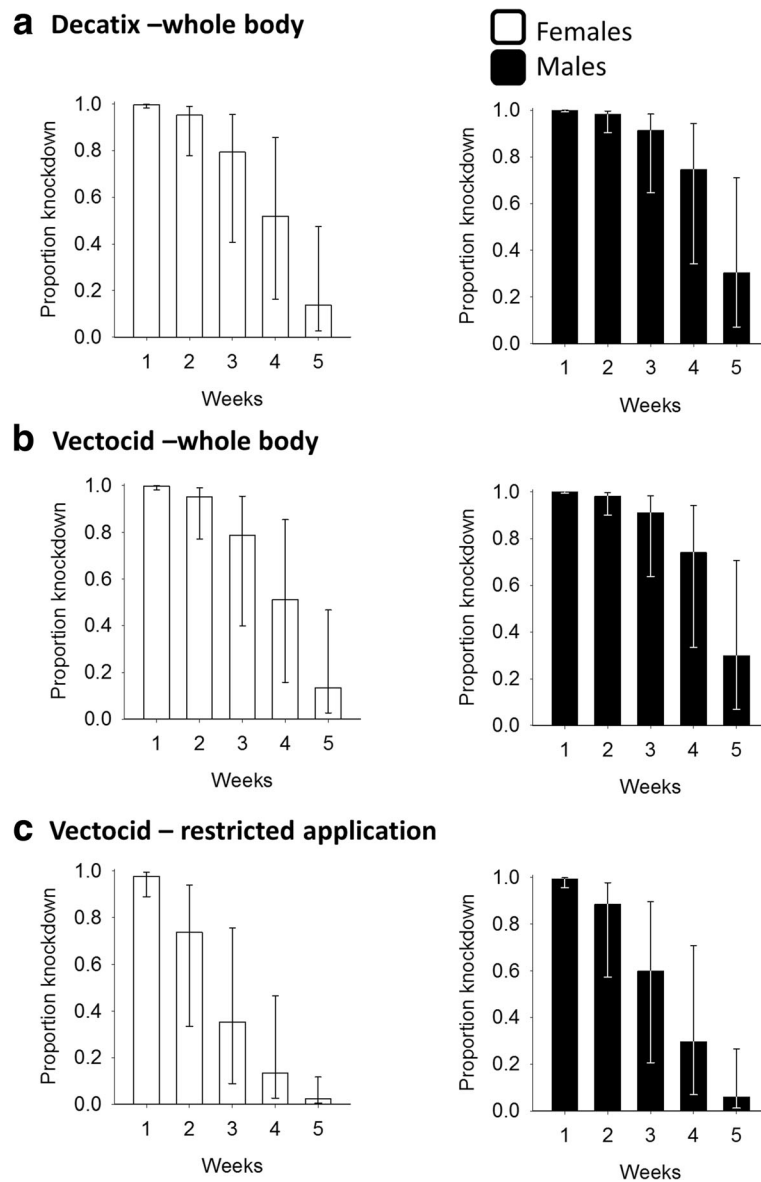 a Decatix –whole body
Females
Males
Proportion knockdown
1.0
0.8
0.6
0.4
0.2
0.0
1 2 3 4 5
Weeks
Proportion knockdown
1.0
0.8
0.6
0.4
0.2
0.0
1 2 3 4 5
Weeks
b Vectocid –whole body
Proportion knockdown
1.0
0.8
0.6
0.4
0.2
0.0
1 2 3 4 5
Weeks
Proportion knockdown
1.0
0.8
0.6
0.4
0.2
0.0
1 2 3 4 5
Weeks
c Vectocid – restricted application
Proportion knockdown
1.0
0.8
0.6
0.4
0.2
0.0
1 2 3 4 5
Weeks
Proportion knockdown
1.0
0.8
0.6
0.4
0.2
0.0
1 2 3 4 5
Weeks